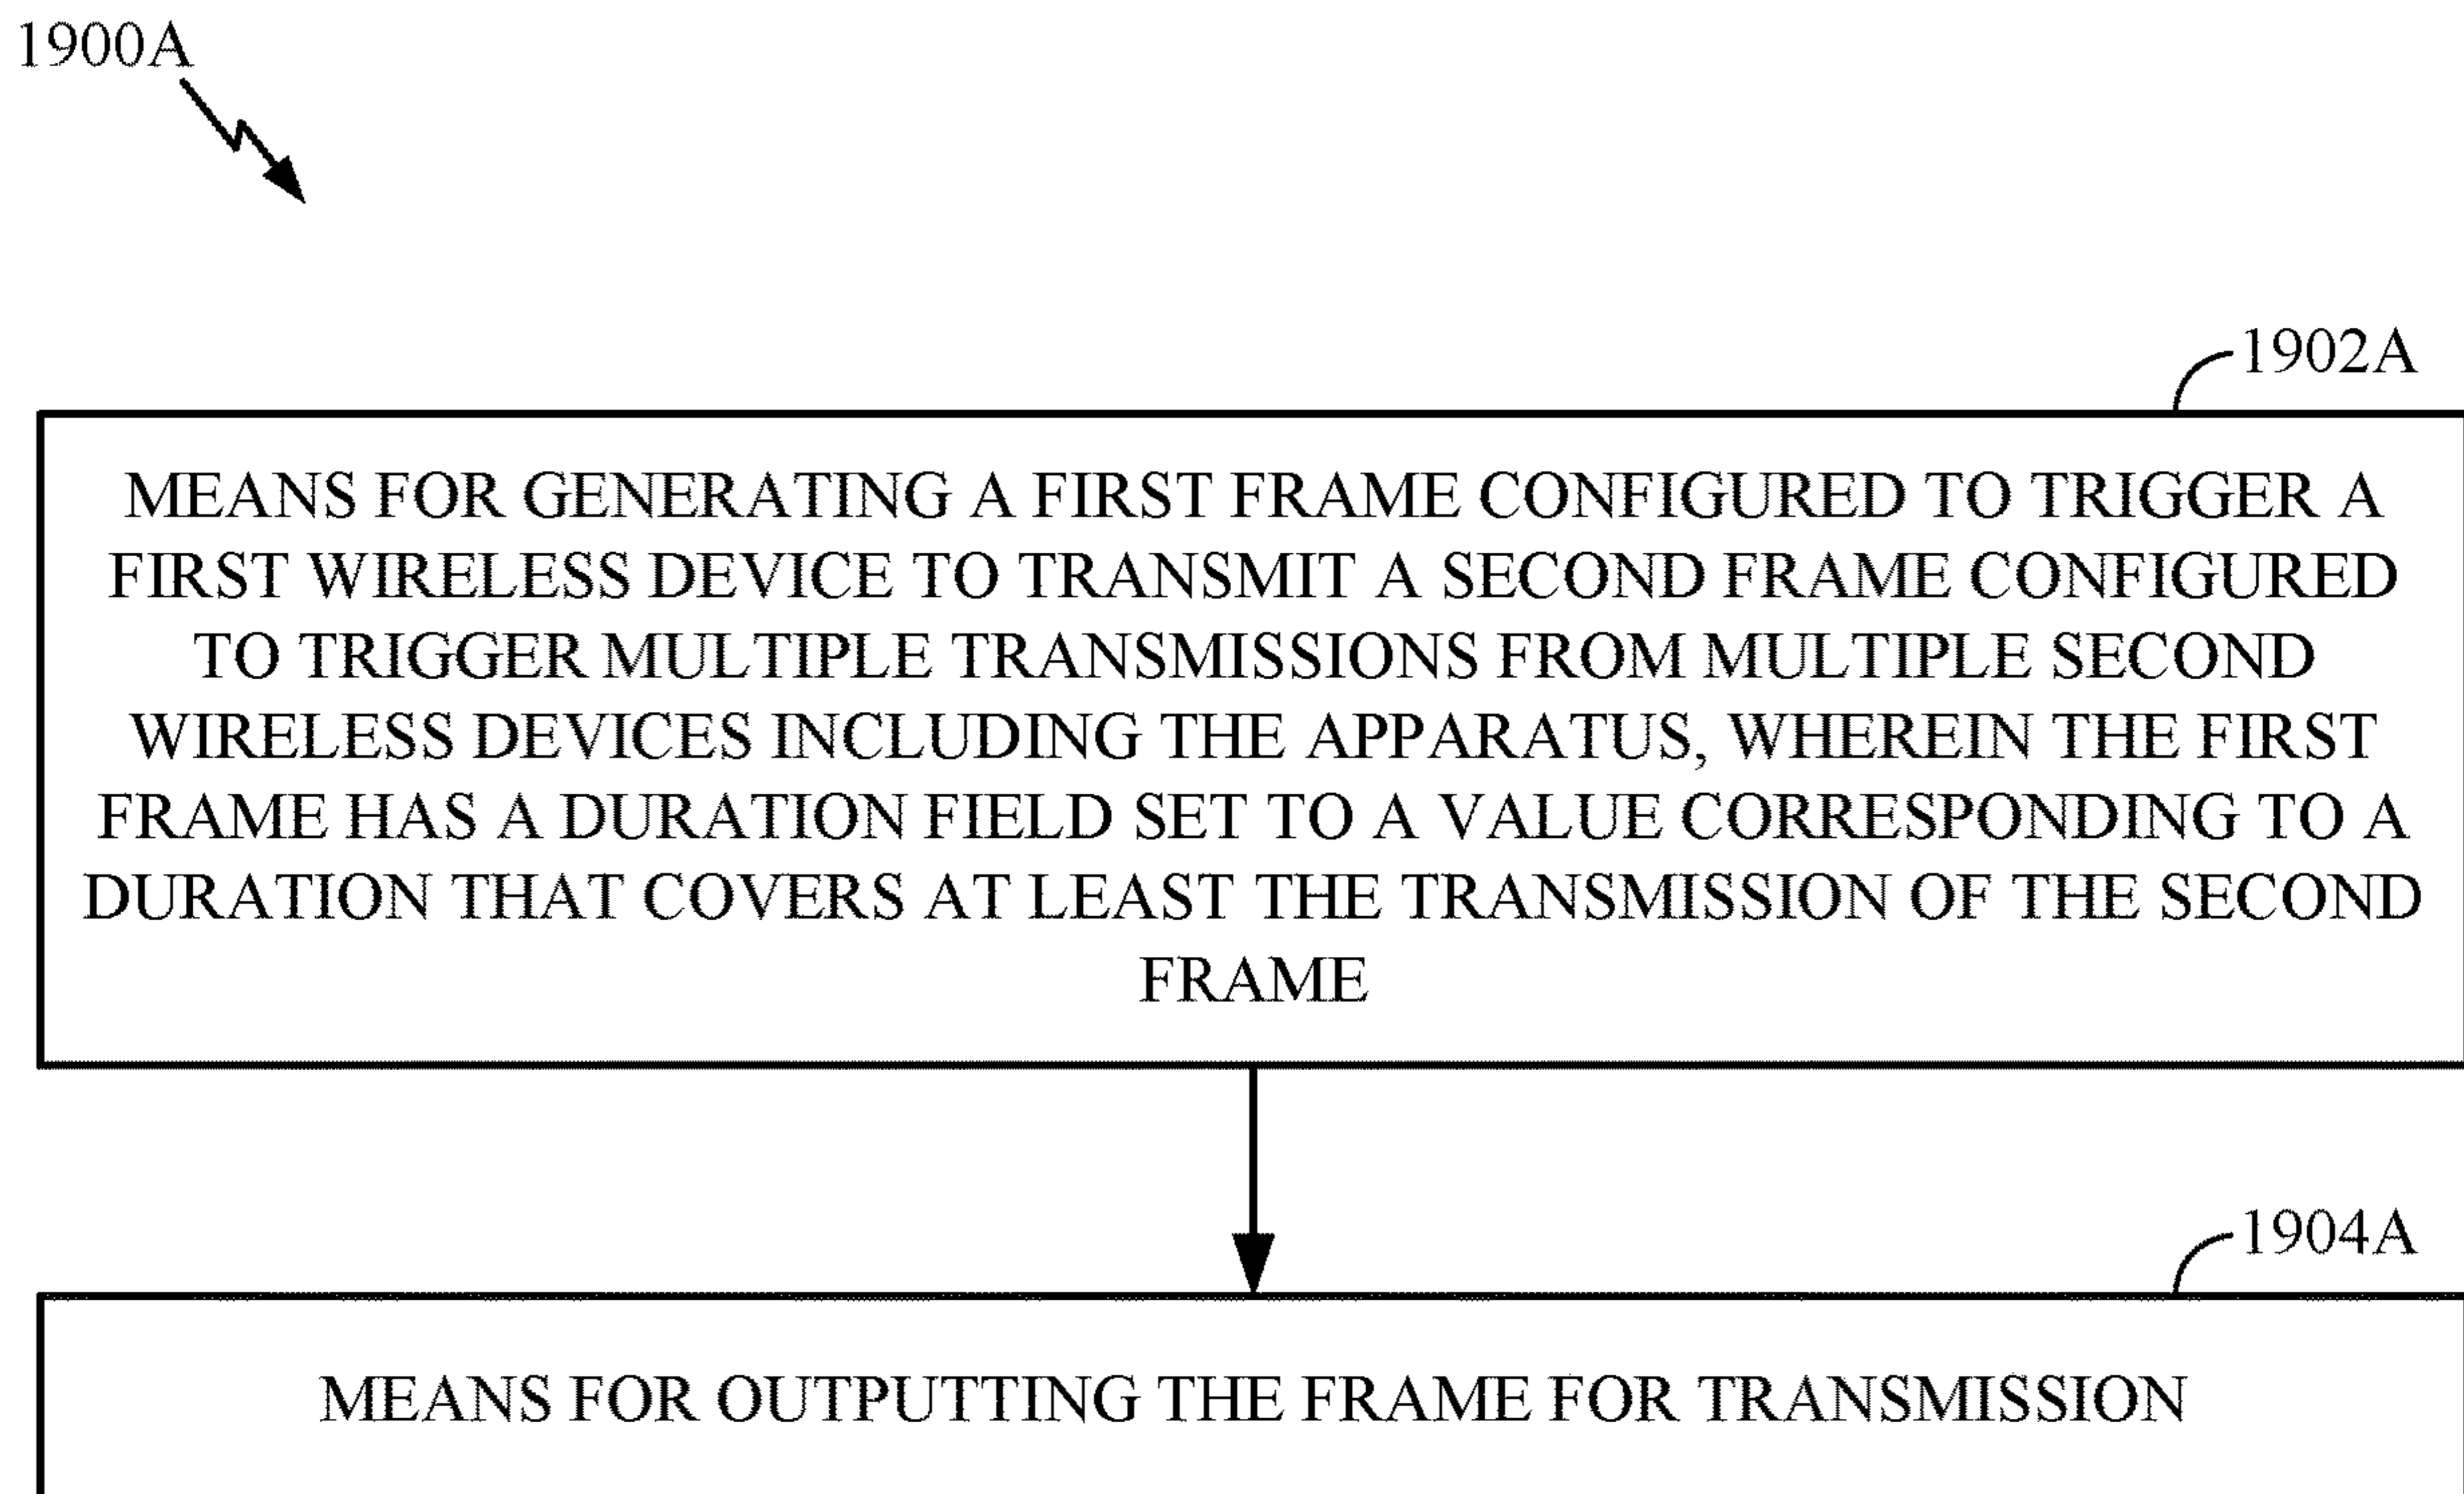 1900A
1902A
MEANS FOR GENERATING A FIRST FRAME CONFIGURED TO TRIGGER A
FIRST WIRELESS DEVICE TO TRANSMIT A SECOND FRAME CONFIGURED
TO TRIGGER MULTIPLE TRANSMISSIONS FROM MULTIPLE SECOND
WIRELESS DEVICES INCLUDING THE APPARATUS, WHEREIN THE FIRST
FRAME HAS A DURATION FIELD SET TO A VALUE CORRESPONDING TO A
DURATION THAT COVERS AT LEAST THE TRANSMISSION OF THE SECOND
FRAME
1904A
MEANS FOR OUTPUTTING THE FRAME FOR TRANSMISSION